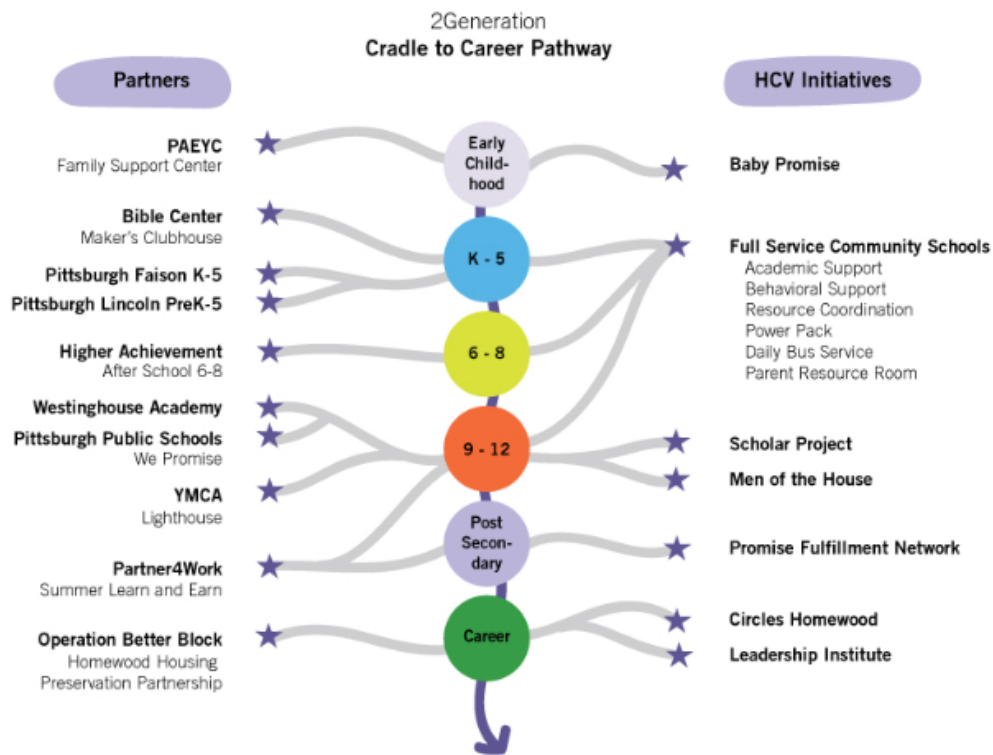 2Generation
Cradle to Career Pathway
Partners
HCV Initiatives
PAEYC
Family Support Center
Bible Center
Maker's Clubhouse
Pittsburgh Faison K-5
Pittsburgh Lincoln PreK-5
Higher Achievement
After School 6-8
Westinghouse Academy
Pittsburgh Public Schools
We Promise
YMCA
Lighthouse
Partner4Work
Summer Learn and Earn
Operation Better Block
Homewood Housing
Preservation Partnership
Early
Child-
hood
K - 5
6 - 8
9 - 12
Post
Secon-
dary
Career
Baby Promise
Full Service Community Schools
Academic Support
Behavioral Support
Resource Coordination
Power Pack
Daily Bus Service
Parent Resource Room
Scholar Project
Men of the House
Promise Fulfillment Network
Circles Homewood
Leadership Institute